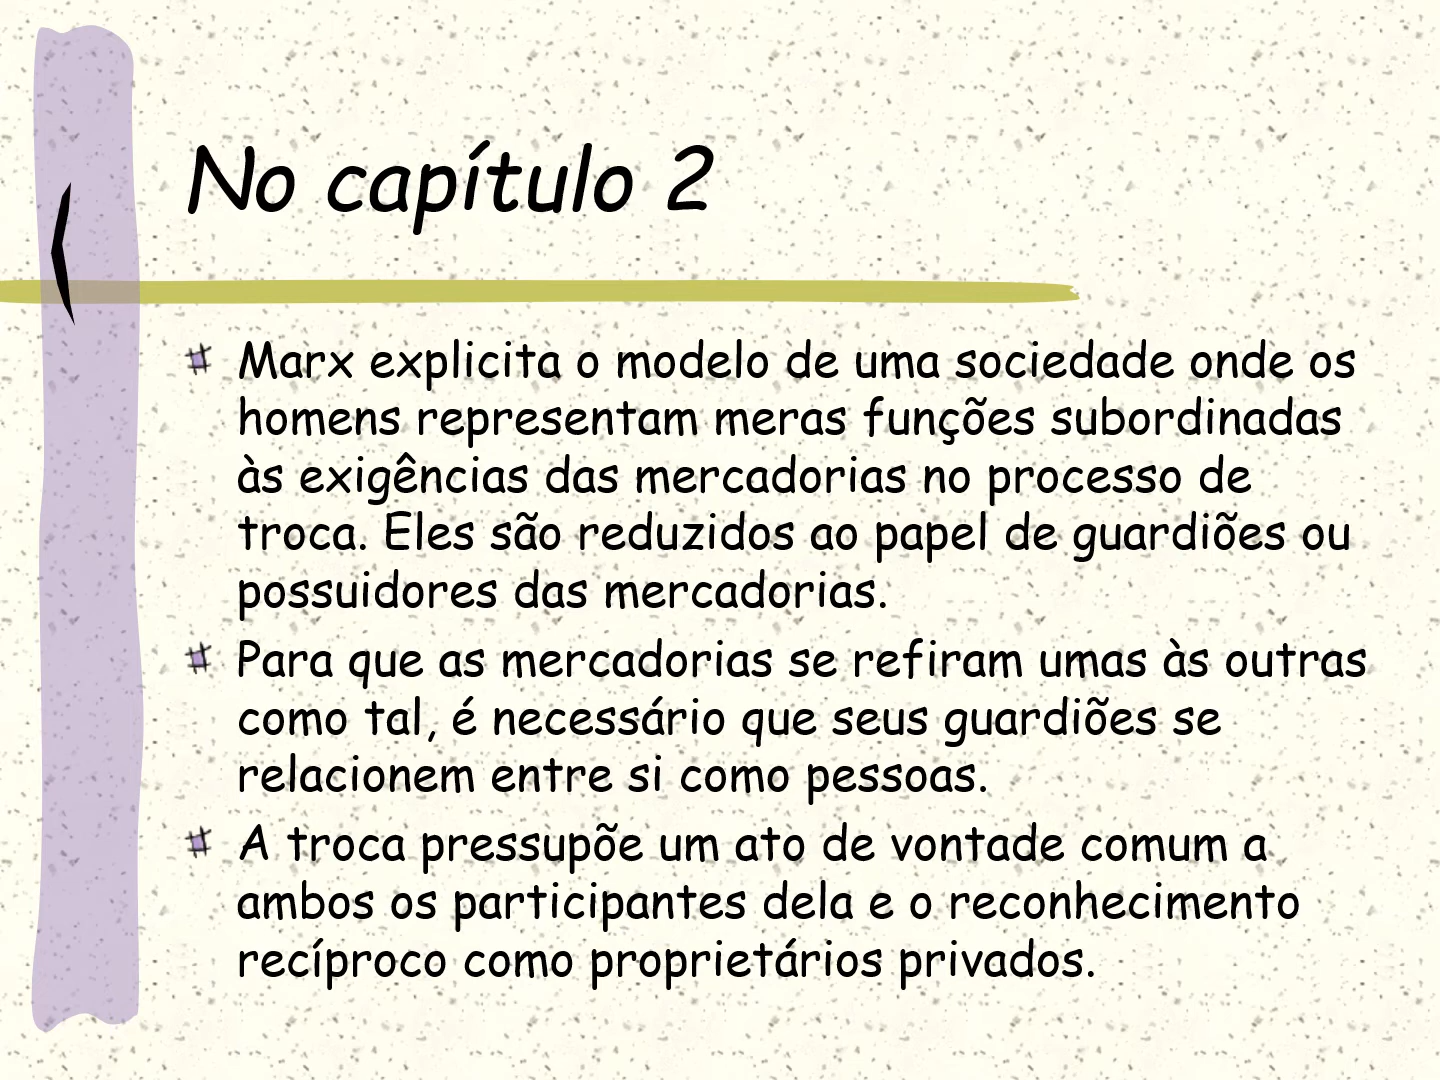 No capítulo 2
Marx explicita o modelo de uma sociedade onde os
homens representam meras funções subordinadas
às exigências das mercadorias no processo de
troca. Eles são reduzidos ao papel de guardiões ou
possuidores das mercadorias.
Para que as mercadorias se refiram umas às outras
como tal, é necessário que seus guardiões se
relacionem entre si como pessoas.
A troca pressupõe um ato de vontade comum a
ambos os participantes dela e o reconhecimento
recíproco como proprietários privados.